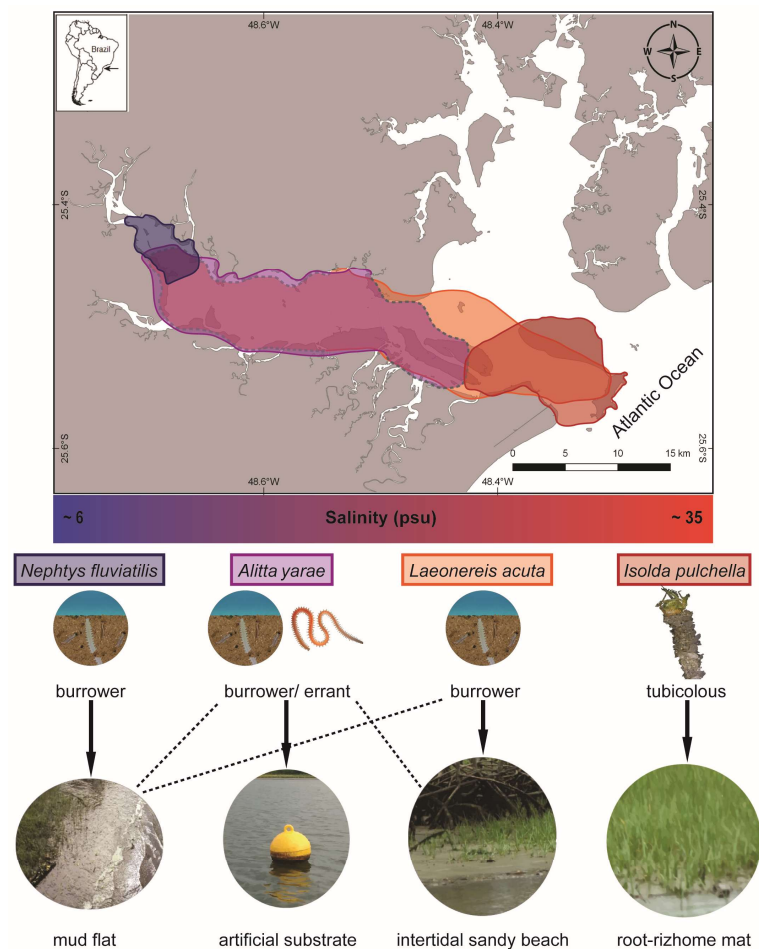 48.6°W
48.4°W
Brazil
N
W
E
S
25.4°S
25.4°S
Atlantic Ocean
25.6°S
25.6°S
0
5
10
15 km
48.6°W
48.4°W
~ 6
Salinity (psu)
~ 35
Nephtys fluviatilis
Alitta yarae
Laeonereis acuta
Isolda pulchella
burrower
burrower/ errant
burrower
tubicolous
mud flat
artificial substrate
intertidal sandy beach
root-rizhome mat